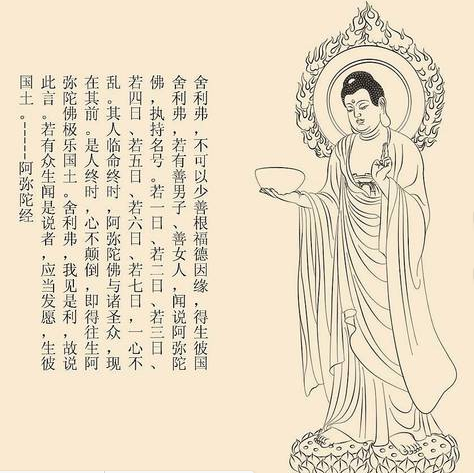 舍利弗，不可以少善根福德因缘，得生彼国
舍利弗，若有善男子、善女人，闻说阿弥陀
佛，执持名号。若一日、若二日、若三日、
若四日、若五日、若六日、若七日，一心不
乱。其人临命终时，阿弥陀佛与诸圣众，现
在其前。是人终时，心不颠倒，即得往生阿
弥陀佛极乐国土。舍利弗，我见是利，故说
此言。若有众生闻是说者，应当发愿，生彼
国土。-----阿弥陀经